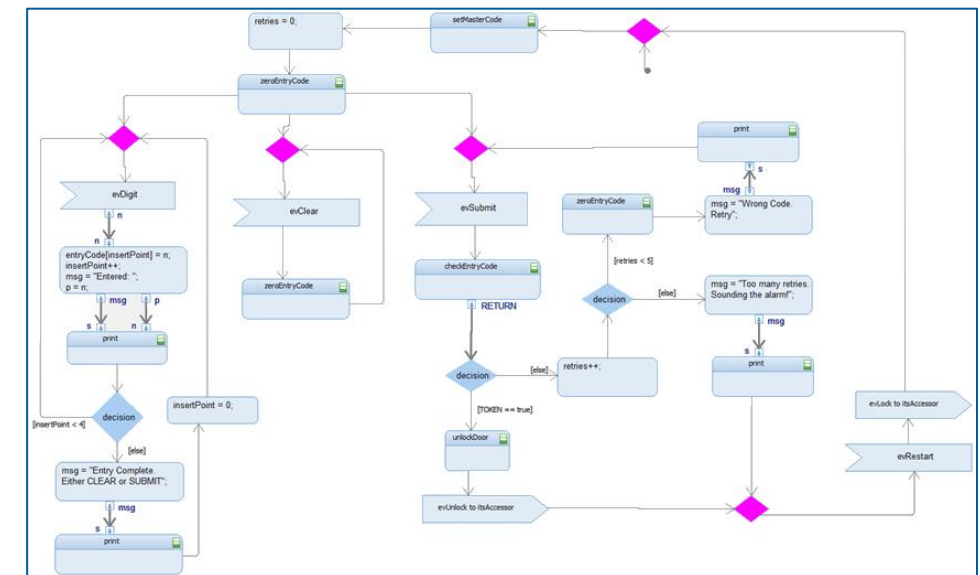 retries = 0;
setMasterCode
zeroEntryCode
print
s
msg
evDigit
evClear
evSubmit
zeroEntryCode
msg = "Wrong Code.
Retry";
n
n
entryCode[insertPoint] = n;
insertPoint++;
msg = "Entered: ";
p = n;
checkEntryCode
[retries < 5]
zeroEntryCode
msg
p
RETURN
decision
[else]
msg = "Too many retries.
Sounding the alarm!";
s
n
print
msg
s
print
decision
[else]
retries++;
insertPoint = 0;
decision
[insertPoint < 4]
[else]
[TOKEN == true]
evLock to itsAccessor
unlockDoor
evRestart
msg = "Entry Complete.
Either CLEAR or SUBMIT";
msg
evUnlock to itsAccessor
s
print